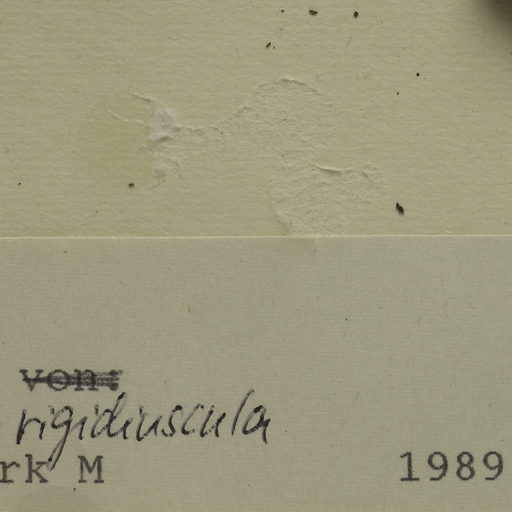 von:
rigidiuscula
rk M 1989